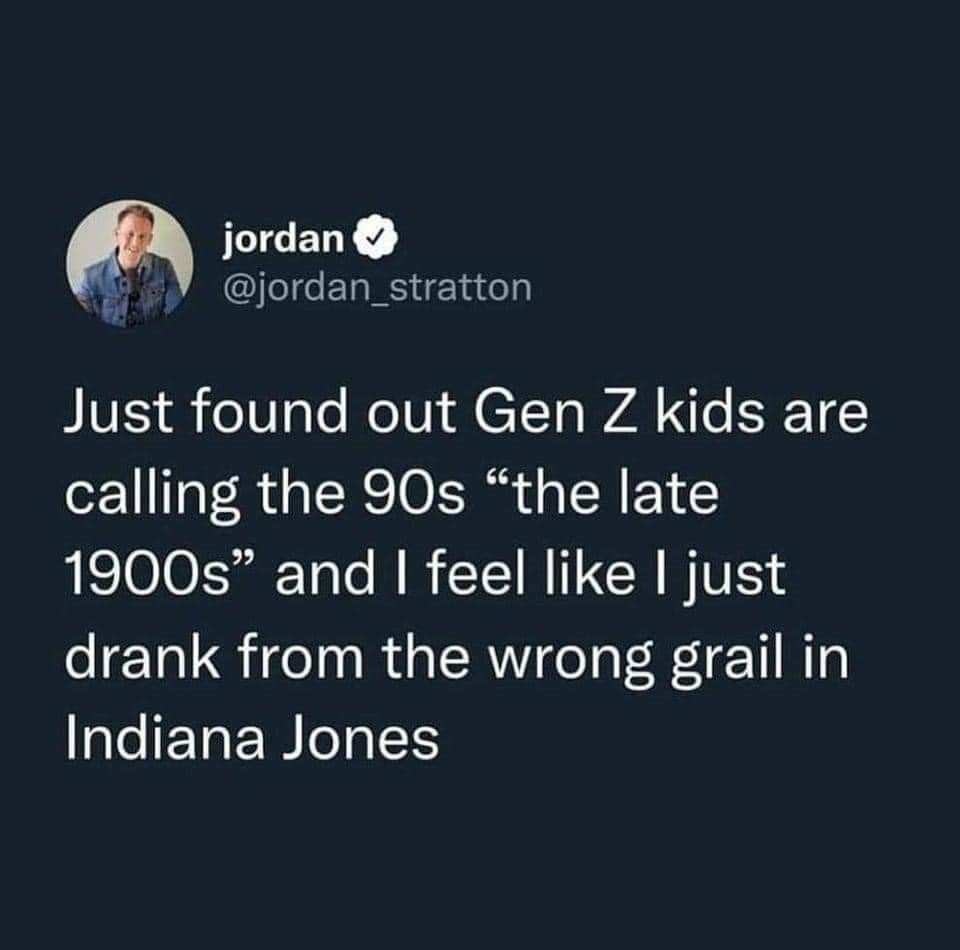 jordan
@jordan_stratton
Just found out Gen Z kids are
calling the 90s “the late
1900s” and I feel like I just
drank from the wrong grail in
Indiana Jones